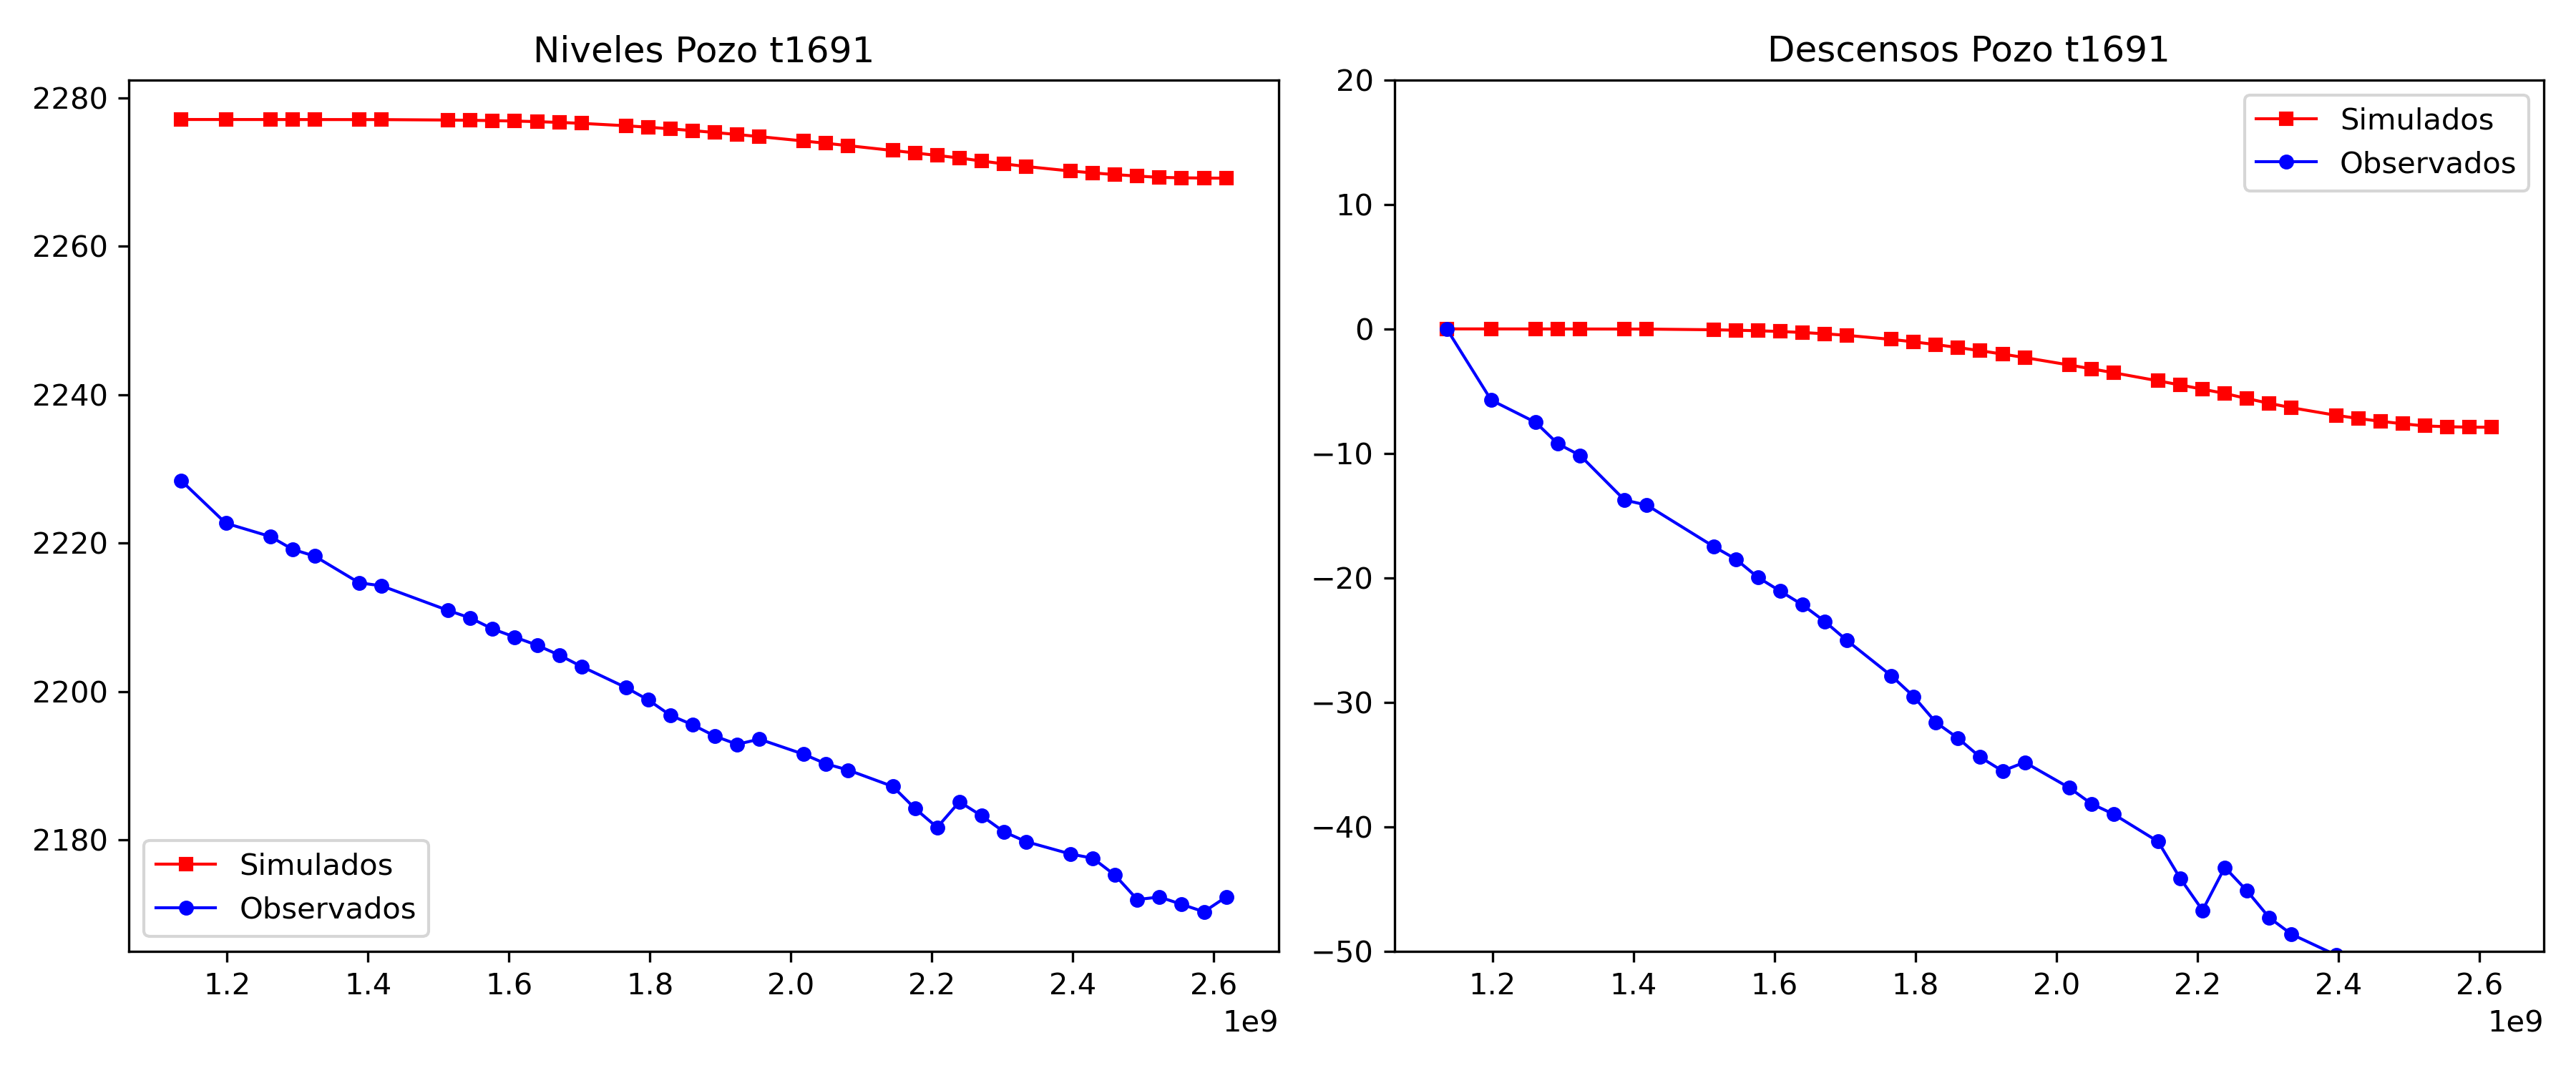 Niveles Pozo t1691
2280
2260
2240
2220
2200
2180
Simulados
Observados
1.2 1.4 1.6 1.8 2.0 2.2 2.4 2.6
1e9
Descensos Pozo t1691
20
10
0
−10
−20
−30
−40
−50
Simulados
Observados
1.2 1.4 1.6 1.8 2.0 2.2 2.4 2.6
1e9